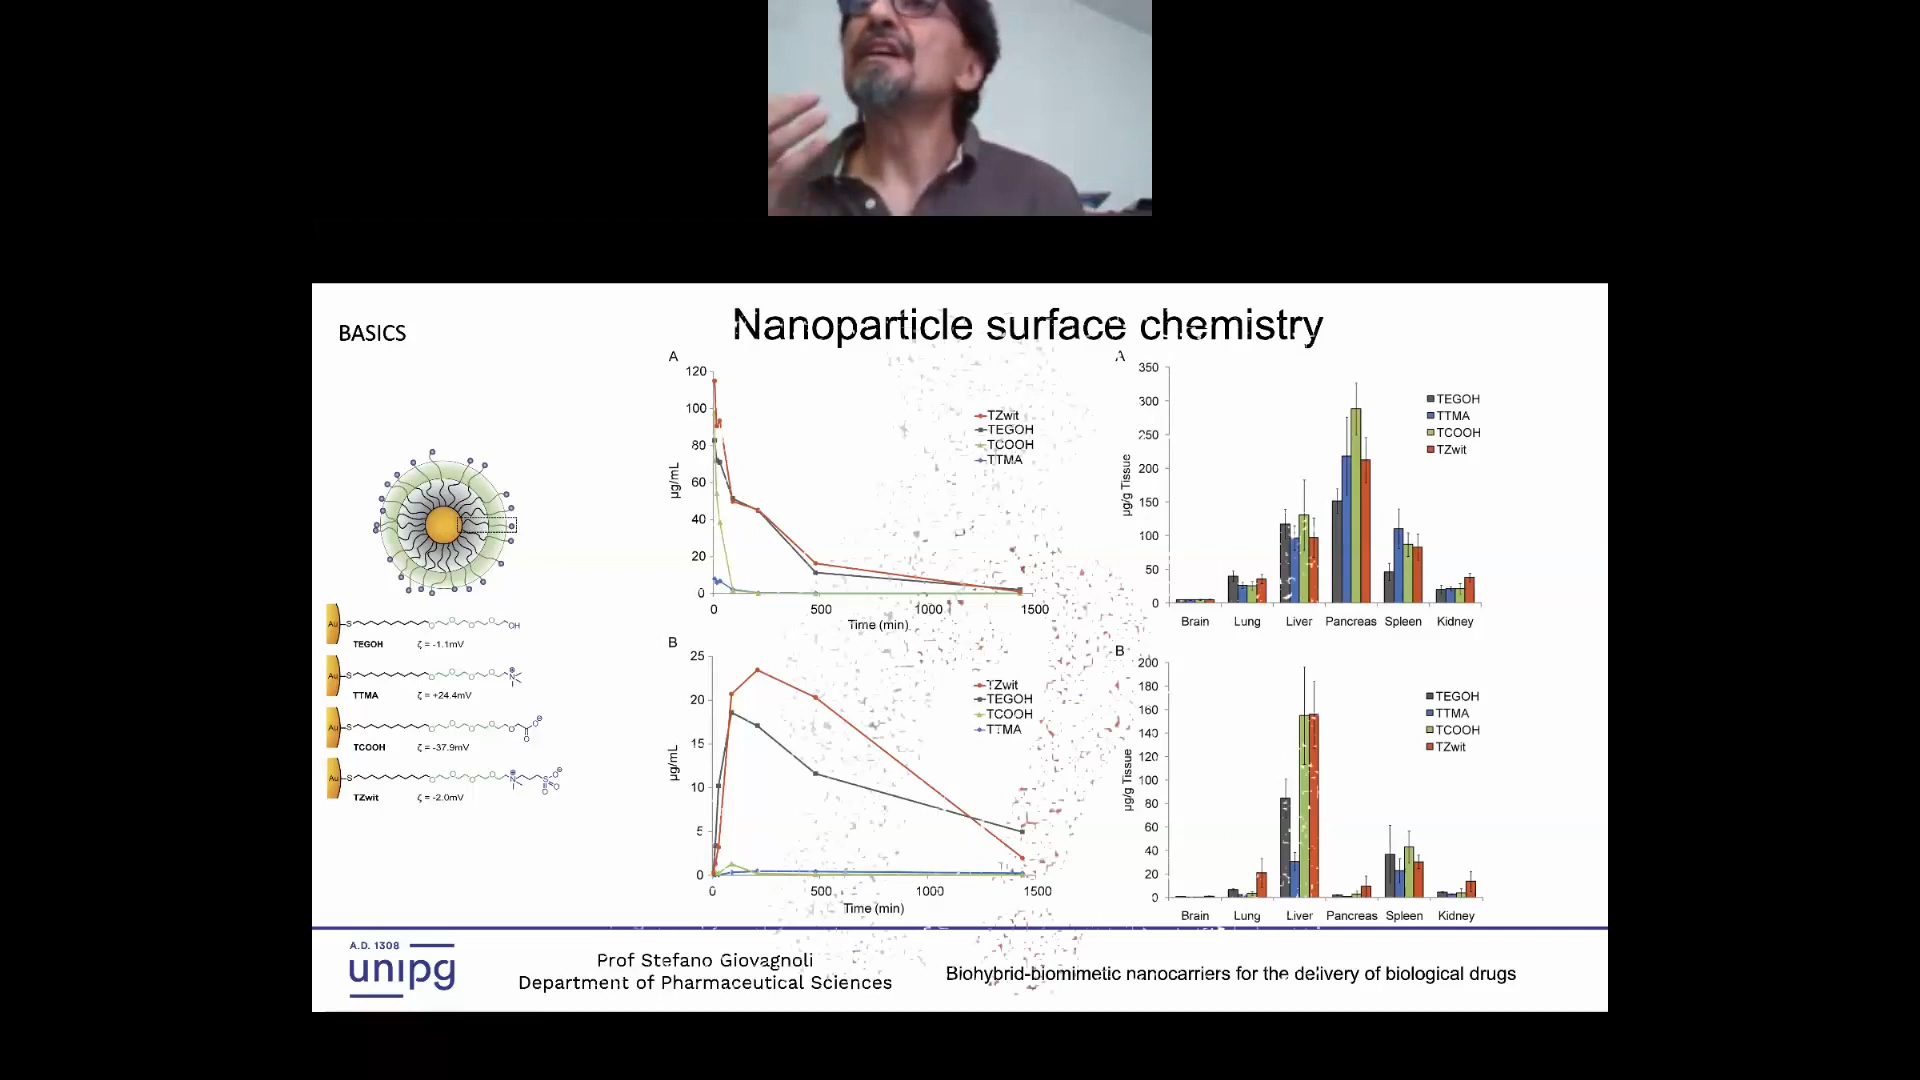 BASICS
Nanoparticle surface chemistry
Au S O O O O OH
TEGOH ζ = -1.1mV
Au S O O O O N ⊕
TTMA ζ = +24.4mV
Au S O O O O O O ⊖
TCOOH ζ = -37.9mV
Au S O O O O N ⊕ S O O O ⊖
TZwit ζ = -2.0mV
A
120
100
80
60
40
20
0
µg/mL
0 500 1000 1500
Time (min)
TZwit
TEGOH
TCOOH
TTMA
B
25
20
15
10
5
0
µg/mL
0 500 1000 1500
Time (min)
TZwit
TEGOH
TCOOH
TTMA
A
350
300
250
200
150
100
50
0
µg/g Tissue
Brain Lung Liver Pancreas Spleen Kidney
TEGOH
TTMA
TCOOH
TZwit
B
200
180
160
140
120
100
80
60
40
20
0
µg/g Tissue
Brain Lung Liver Pancreas Spleen Kidney
TEGOH
TTMA
TCOOH
TZwit
A.D. 1308
unipg
Prof Stefano Giovagnoli
Department of Pharmaceutical Sciences
Biohybrid-biomimetic nanocarriers for the delivery of biological drugs